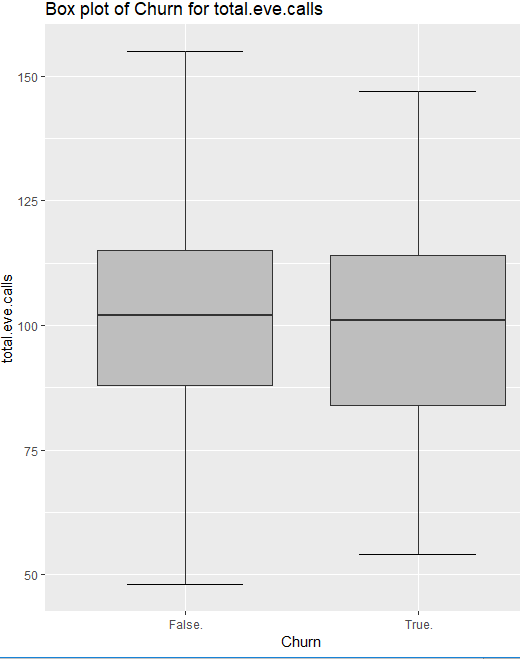 Box plot of Churn for total.eve.calls
total.eve.calls
150
125
100
75
50
False.
True.
Churn